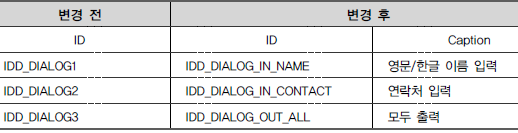 변경 전 변경 후
ID ID Caption
IDD_DIALOG1 IDD_DIALOG_IN_NAME 영문/한글 이름 입력
IDD_DIALOG2 IDD_DIALOG_IN_CONTACT 연락처 입력
IDD_DIALOG3 IDD_DIALOG_OUT_ALL 모두 출력